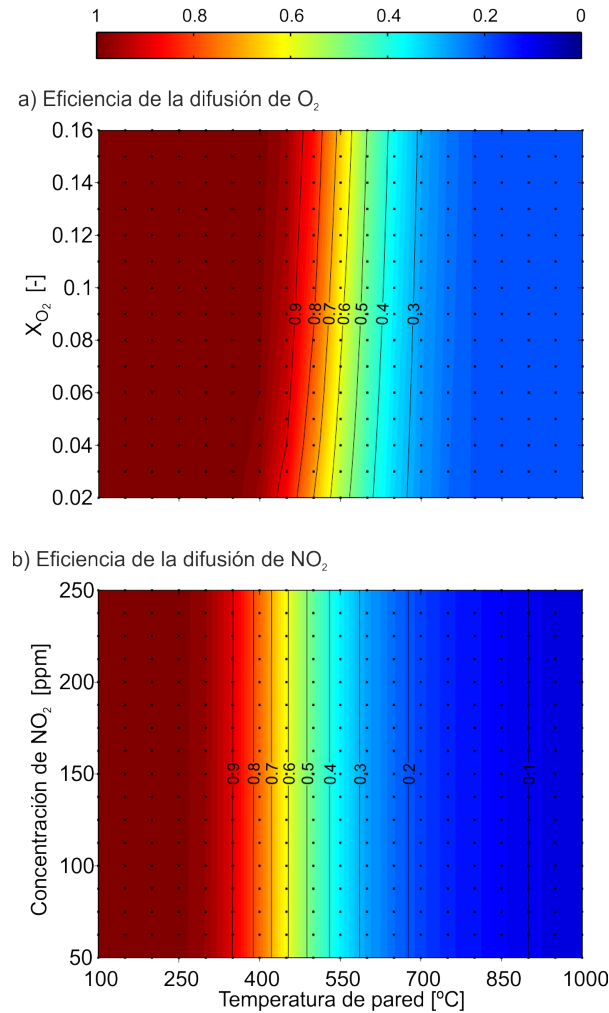 1 0.8 0.6 0.4 0.2 0
a) Eficiencia de la difusión de O₂
0.16
0.14
0.12
0.1
0.08
0.06
0.04
0.02
X_O₂ [-]
0.9 0.8 0.7 0.6 0.5 0.4 0.3
b) Eficiencia de la difusión de NO₂
250
200
150
100
50
Concentración de NO₂ [ppm]
0.9 0.8 0.7 0.6 0.5 0.4 0.3 0.2 0.1
100 250 400 550 700 850 1000
Temperatura de pared [ºC]